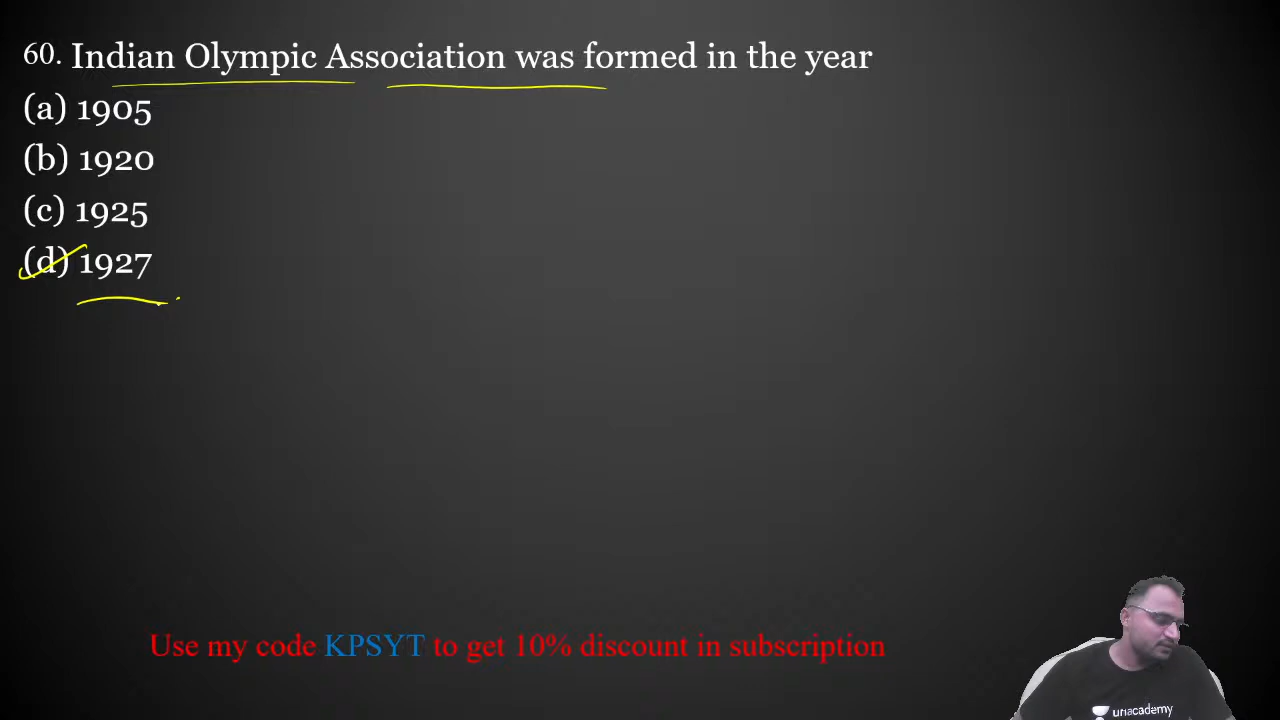 60. Indian Olympic Association was formed in the year
(a) 1905
(b) 1920
(c) 1925
(d) 1927
Use my code KPSYT to get 10% discount in subscription
unacademy